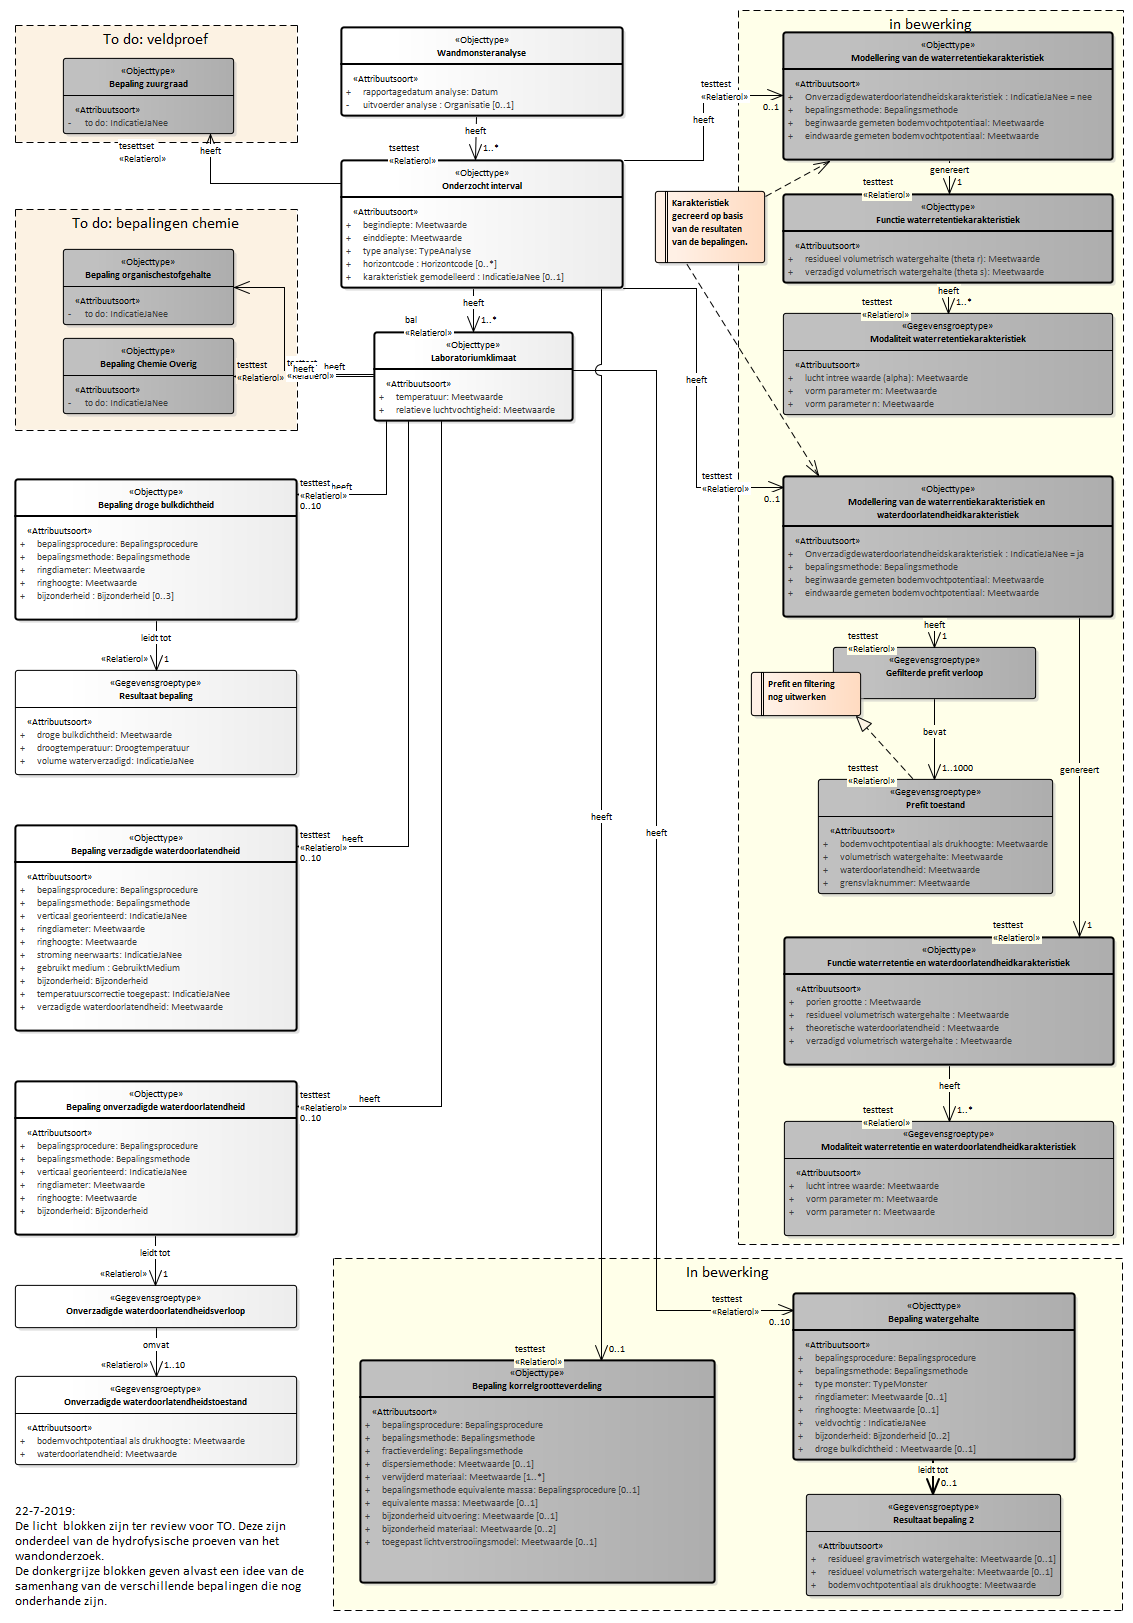 To do: veldproef
«Objecttype»
Bepaling zuurgraad
«Attribuutsoort»
- to do: IndicatieJaNee
tesettset
«Relatierol»
heeft
«Objecttype»
Wandmonsteranalyse
«Attribuutsoort»
+ rapportagedatum analyse: Datum
- uitvoerder analyse : Organisatie [0..1]
heeft
1..*
tsettest
«Relatierol»
«Objecttype»
Onderzocht interval
«Attribuutsoort»
+ begindiepte: Meetwaarde
+ einddiepte: Meetwaarde
+ type analyse: TypeAnalyse
+ horizontcode : Horizontcode [0..*]
+ karakteristiek gemodelleerd : IndicatieJaNee [0..1]
heeft
1..*
bal
«Relatierol»
«Objecttype»
Laboratoriumklimaat
«Attribuutsoort»
+ temperatuur: Meetwaarde
+ relatieve luchtvochtigheid: Meetwaarde
To do: bepalingen chemie
«Objecttype»
Bepaling organischestofgehalte
«Attribuutsoort»
- to do: IndicatieJaNee
«Objecttype»
Bepaling Chemie Overig
«Attribuutsoort»
- to do: IndicatieJaNee
testtest
«Relatierol»
heeft
heeft
testtest
«Relatierol»
heeft
0..10
«Objecttype»
Bepaling droge bulkdichtheid
«Attribuutsoort»
+ bepalingsprocedure: Bepalingsprocedure
+ bepalingsmethode: Bepalingsmethode
+ ringdiameter: Meetwaarde
+ ringhoogte: Meetwaarde
+ bijzonderheid : Bijzonderheid [0..3]
leidt tot
«Relatierol» 1
«Gegevensgroeptype»
Resultaat bepaling
«Attribuutsoort»
+ droge bulkdichtheid: Meetwaarde
+ droogtemperatuur: Droogtemperatuur
+ volume waterverzadigd: IndicatieJaNee
testtest heeft
«Relatierol»
0..10
«Objecttype»
Bepaling verzadigde waterdoorlatendheid
«Attribuutsoort»
+ bepalingsprocedure: Bepalingsprocedure
+ bepalingsmethode: Bepalingsmethode
+ verticaal georienteerd: IndicatieJaNee
+ ringdiameter: Meetwaarde
+ ringhoogte: Meetwaarde
+ stroming neerwaarts: IndicatieJaNee
+ gebruikt medium : GebruiktMedium
+ bijzonderheid: Bijzonderheid
+ temperatuurscorrectie toegepast: IndicatieJaNee
+ verzadigde waterdoorlatendheid: Meetwaarde
testtest heeft
«Relatierol»
0..10
«Objecttype»
Bepaling onverzadigde waterdoorlatendheid
«Attribuutsoort»
+ bepalingsprocedure: Bepalingsprocedure
+ bepalingsmethode: Bepalingsmethode
+ verticaal georienteerd: IndicatieJaNee
+ ringdiameter: Meetwaarde
+ ringhoogte: Meetwaarde
+ bijzonderheid: Bijzonderheid
leidt tot
«Relatierol» 1
«Gegevensgroeptype»
Onverzadigde waterdoorlatendheidsverloop
omvat
«Relatierol» 1..10
«Gegevensgroeptype»
Onverzadigde waterdoorlatendheidstoestand
«Attribuutsoort»
+ bodemvochtpotentiaal als drukhoogte: Meetwaarde
+ waterdoorlatendheid: Meetwaarde
22-7-2019:
De licht blokken zijn ter review voor TO. Deze zijn
onderdeel van de hydrofysische proeven van het
wandonderzoek.
De donkergrijze blokken geven alvast een idee van de
samenhang van de verschillende bepalingen die nog
onderhande zijn.
in bewerking
testtest
«Relatierol»
0..1
heeft
«Objecttype»
Modellering van de waterretentiekarakteristiek
«Attribuutsoort»
+ Onverzadigdewaterdoorlatendheidskarakteristiek : IndicatieJaNee = nee
+ bepalingsmethode: Bepalingsmethode
+ beginwaarde gemeten bodemvochtpotentiaal: Meetwaarde
+ eindwaarde gemeten bodemvochtpotentiaal: Meetwaarde
genereert
testtest 1
«Relatierol»
«Objecttype»
Functie waterretentiekarakteristiek
«Attribuutsoort»
+ residueel volumetrisch watergehalte (theta r): Meetwaarde
+ verzadigd volumetrisch watergehalte (theta s): Meetwaarde
heeft
testtest 1..*
«Relatierol»
«Gegevensgroeptype»
Modaliteit waterretentiekarakteristiek
«Attribuutsoort»
+ lucht intree waarde (alpha): Meetwaarde
+ vorm parameter m: Meetwaarde
+ vorm parameter n: Meetwaarde
Karakteristiek
gecreerd op basis
van de resultaten
van de bepalingen.
heeft
testtest
«Relatierol»
0..1
«Objecttype»
Modellering van de waterrentiekarakteristiek en
waterdoorlatendheidkarakteristiek
«Attribuutsoort»
+ Onverzadigdewaterdoorlatendheidskarakteristiek : IndicatieJaNee = ja
+ bepalingsmethode: Bepalingsmethode
+ beginwaarde gemeten bodemvochtpotentiaal: Meetwaarde
+ eindwaarde gemeten bodemvochtpotentiaal: Meetwaarde
heeft
testtest 1
«Relatierol»
«Gegevensgroeptype»
Gefilterde prefit verloop
Prefit en filtering
nog uitwerken
bevat
testtest 1..1000
«Relatierol»
«Gegevensgroeptype»
Prefit toestand
«Attribuutsoort»
+ bodemvochtpotentiaal als drukhoogte: Meetwaarde
+ volumetrisch watergehalte: Meetwaarde
+ waterdoorlatendheid: Meetwaarde
+ grensvlaknummer: Meetwaarde
genereert
testtest 1
«Relatierol»
«Objecttype»
Functie waterretentie en waterdoorlatendheidkarakteristiek
«Attribuutsoort»
+ porien grootte : Meetwaarde
+ residueel volumetrisch watergehalte : Meetwaarde
+ theoretische waterdoorlatendheid : Meetwaarde
+ verzadigd volumetrisch watergehalte : Meetwaarde
heeft
testtest 1..*
«Relatierol»
«Gegevensgroeptype»
Modaliteit waterretentie en waterdoorlatendheidkarakteristiek
«Attribuutsoort»
+ lucht intree waarde: Meetwaarde
+ vorm parameter m: Meetwaarde
+ vorm parameter n: Meetwaarde
heeft
heeft
In bewerking
testtest 0..1
«Relatierol»
«Objecttype»
Bepaling korrelgrootteverdeling
«Attribuutsoort»
+ bepalingsprocedure: Bepalingsprocedure
+ bepalingsmethode: Bepalingsmethode
+ fractieverdeling: Bepalingsmethode
+ dispersiemethode: Meetwaarde [0..1]
+ verwijderd materiaal: Meetwaarde [1..*]
+ bepalingsmethode equivalente massa: Bepalingsprocedure [0..1]
+ equivalente massa: Meetwaarde [0..1]
+ bijzonderheid uitvoering: Meetwaarde [0..1]
+ bijzonderheid materiaal: Meetwaarde [0..2]
+ toegepast lichtverstrooiingsmodel: Meetwaarde [0..1]
testtest
«Relatierol»
0..10
«Objecttype»
Bepaling watergehalte
«Attribuutsoort»
+ bepalingsprocedure: Bepalingsprocedure
+ bepalingsmethode: Bepalingsmethode
+ type monster: TypeMonster
+ ringdiameter: Meetwaarde [0..1]
+ ringhoogte: Meetwaarde [0..1]
+ veldvochtig : IndicatieJaNee
+ bijzonderheid: Bijzonderheid [0..2]
+ droge bulkdichtheid : Meetwaarde [0..1]
leidt tot
0..1
«Gegevensgroeptype»
Resultaat bepaling 2
«Attribuutsoort»
+ residueel gravimetrisch watergehalte: Meetwaarde [0..1]
+ residueel volumetrisch watergehalte: Meetwaarde [0..1]
+ bodemvochtpotentiaal als drukhoogte: Meetwaarde